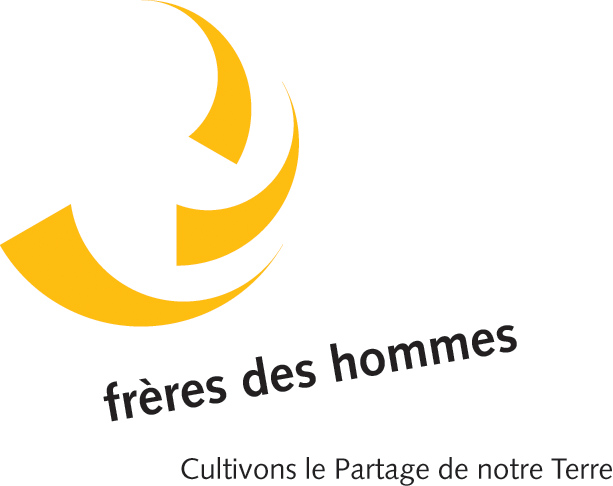 frères des hommes
Cultivons le Partage de notre Terre